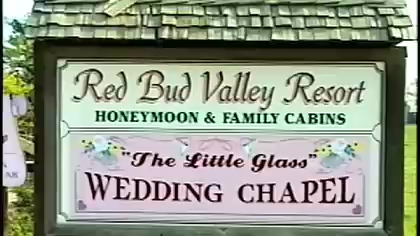 Red Bud Valley Resort
HONEYMOON & FAMILY CABINS
"The Little Glass"
WEDDING CHAPEL